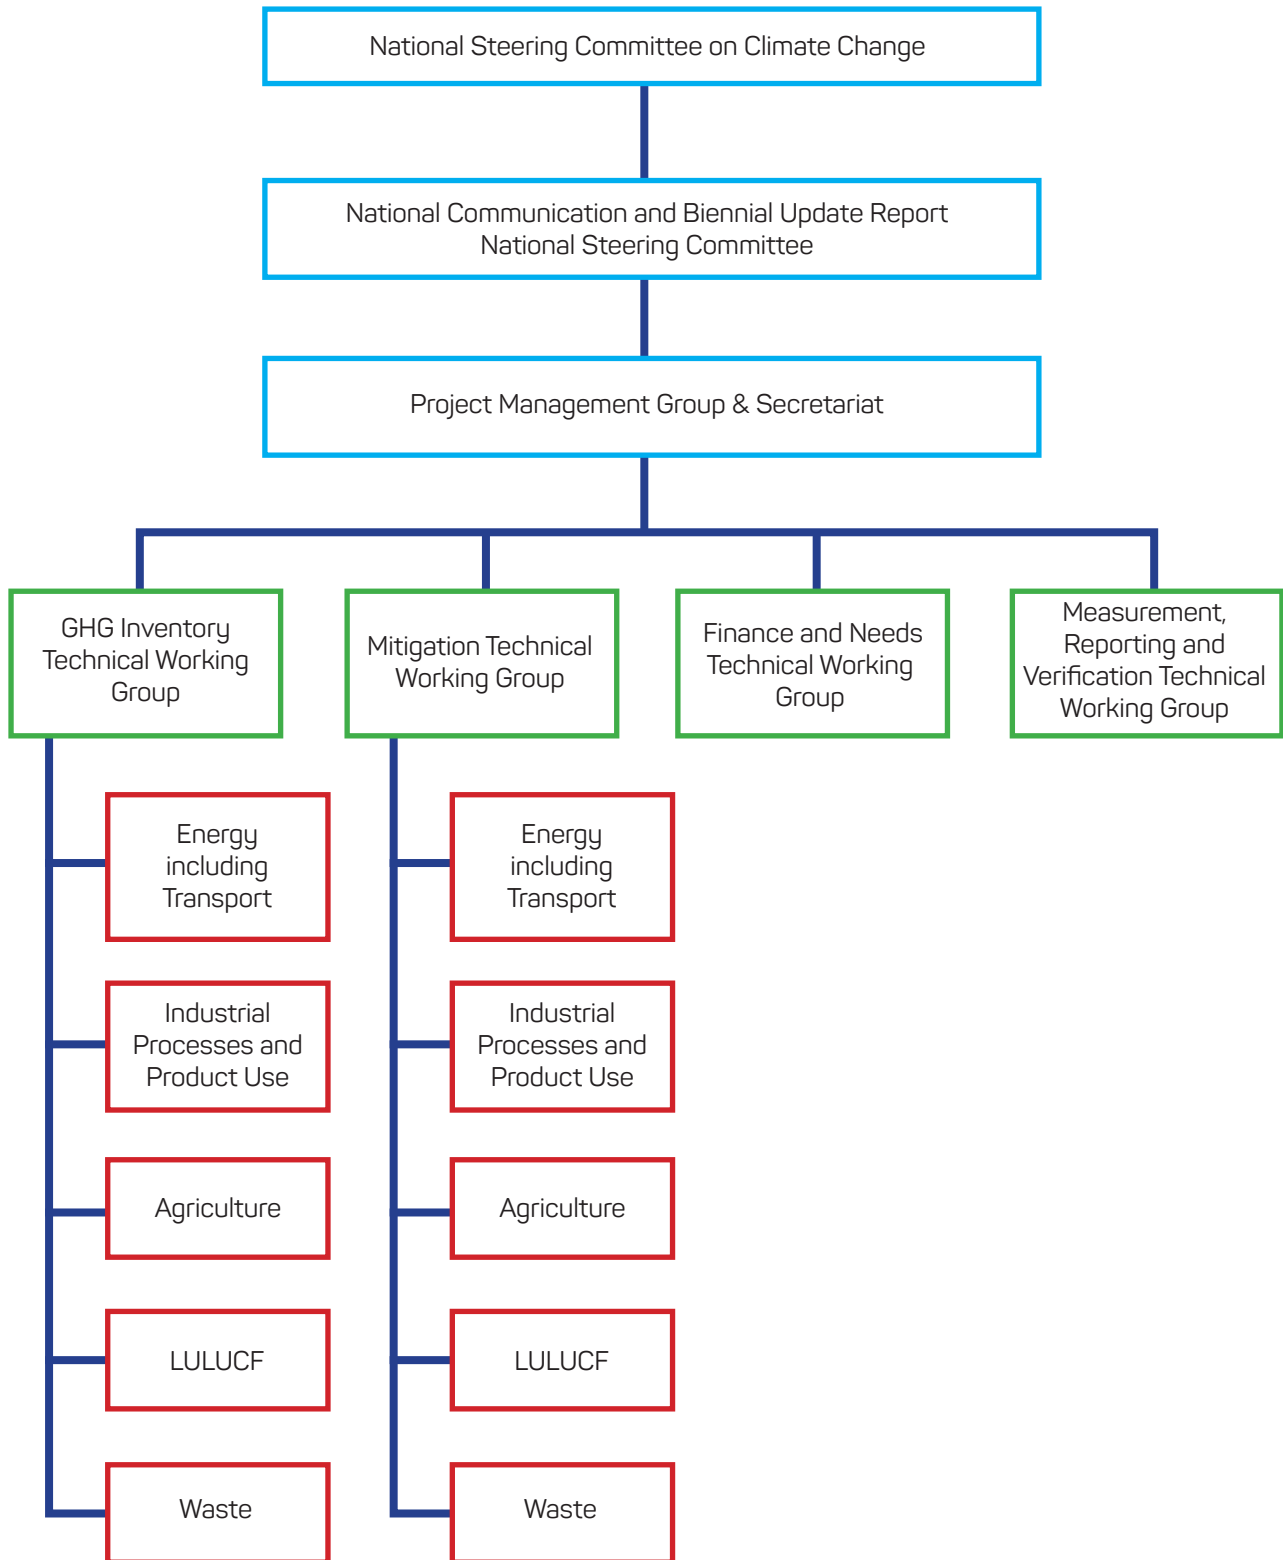 National Steering Committee on Climate Change
National Communication and Biennial Update Report
National Steering Committee
Project Management Group & Secretariat
GHG Inventory
Technical Working
Group
Mitigation Technical
Working Group
Finance and Needs
Technical Working
Group
Measurement,
Reporting and
Verification Technical
Working Group
Energy
including
Transport
Industrial
Processes and
Product Use
Agriculture
LULUCF
Waste
Energy
including
Transport
Industrial
Processes and
Product Use
Agriculture
LULUCF
Waste